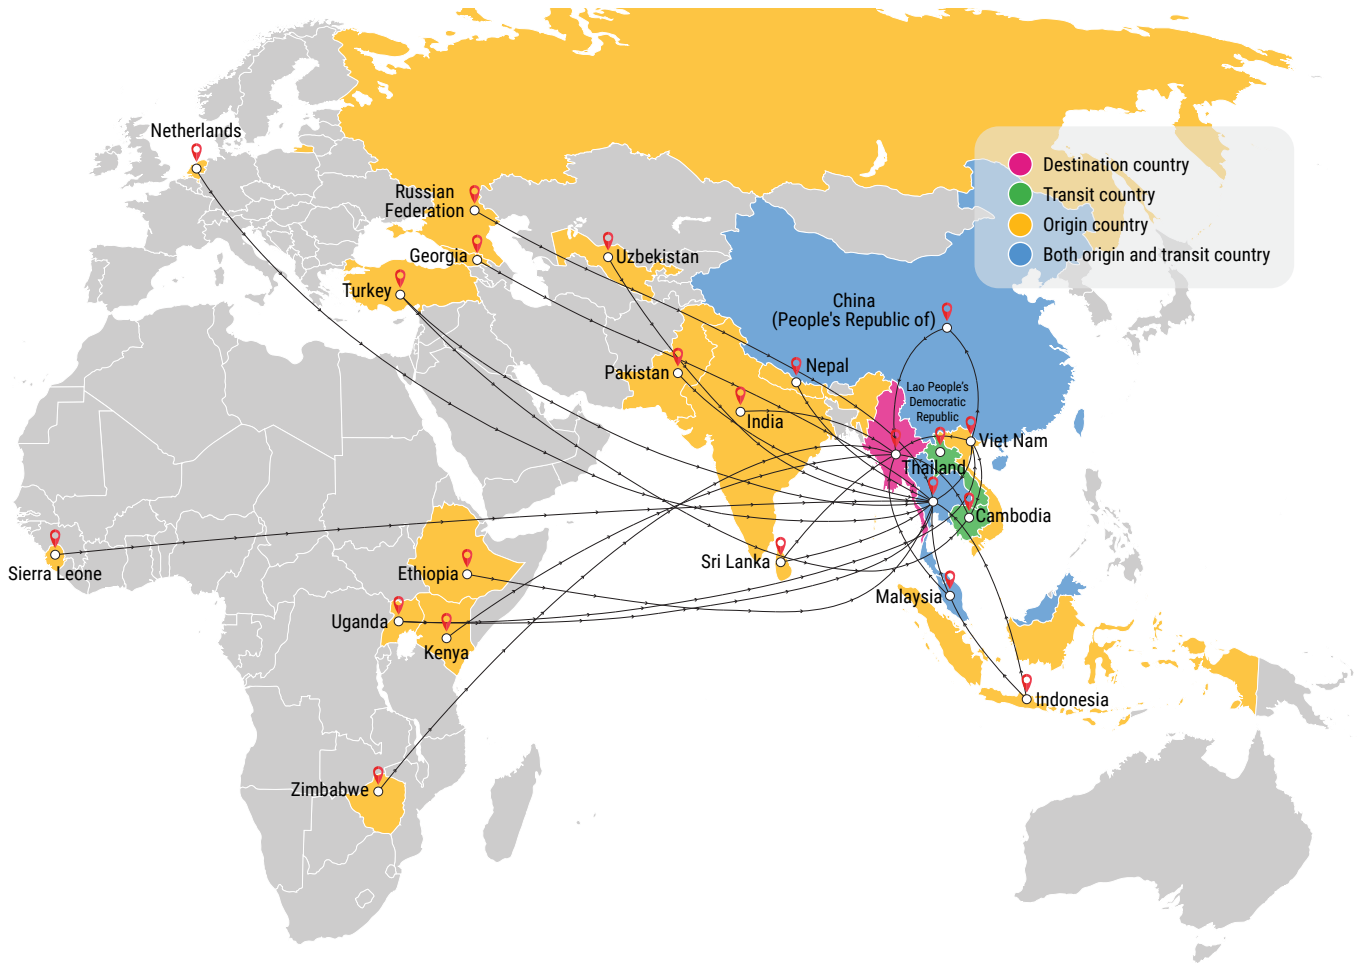 Netherlands
Destination country
Transit country
Origin country
Both origin and transit country
Russian
Federation
Georgia
Uzbekistan
Turkey
China
(People's Republic of)
Pakistan
Nepal
Lao People's
Democratic
Republic
India
Viet Nam
Thailand
Cambodia
Sri Lanka
Sierra Leone
Ethiopia
Malaysia
Uganda
Kenya
Indonesia
Zimbabwe